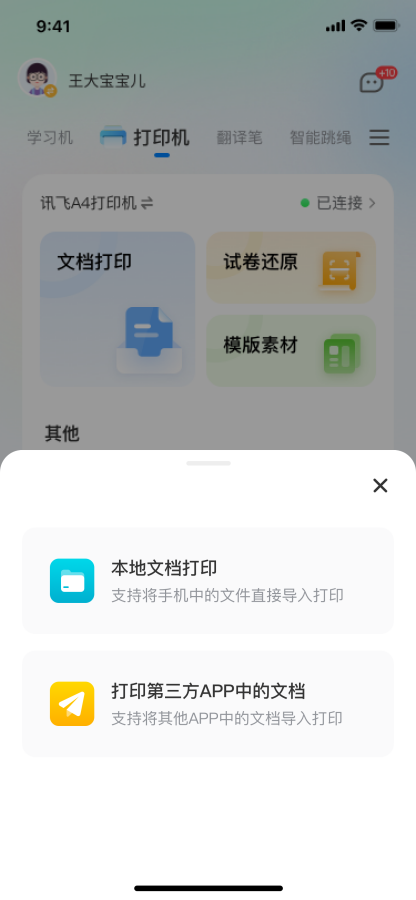 9:41
王大宝宝儿
+10
学习机
打印机
翻译笔
智能跳绳
讯飞A4打印机
已连接
文档打印
试卷还原
模版素材
其他
本地文档打印
支持将手机中的文件直接导入打印
打印第三方APP中的文档
支持将其他APP中的文档导入打印